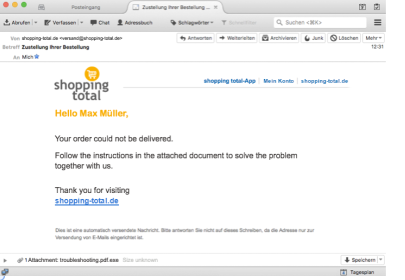 Posteingang
Zustellung Ihrer Bestellung ... ×
Abrufen Verfassen Chat Adressbuch Schlagwörter Suchen <⌘K>
Von shopping-total.de <versand@shopping-total.de> Antworten Weiterleiten Archivieren Junk Löschen Mehr
Betreff Zustellung Ihrer Bestellung 12:31
An Mich
shopping
total
shopping total-App | Mein Konto | shopping-total.de
Hello Max Müller,
Your order could not be delivered.
Follow the instructions in the attached document to solve the problem
together with us.
Thank you for visiting
shopping-total.de
Dies ist eine automatisch versendete Nachricht. Bitte antworten Sie nicht auf dieses Schreiben, da die Adresse nur zur
Versendung von E-Mails eingerichtet ist.
1 Attachment: troubleshooting.pdf.exe Size unknown Speichern
Tagesplan